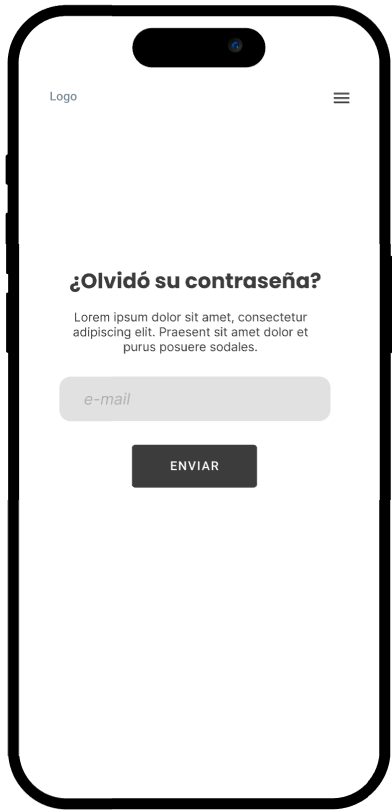 Logo
¿Olvidó su contraseña?
Lorem ipsum dolor sit amet, consectetur
adipiscing elit. Praesent sit amet dolor et
purus posuere sodales.
e-mail
ENVIAR